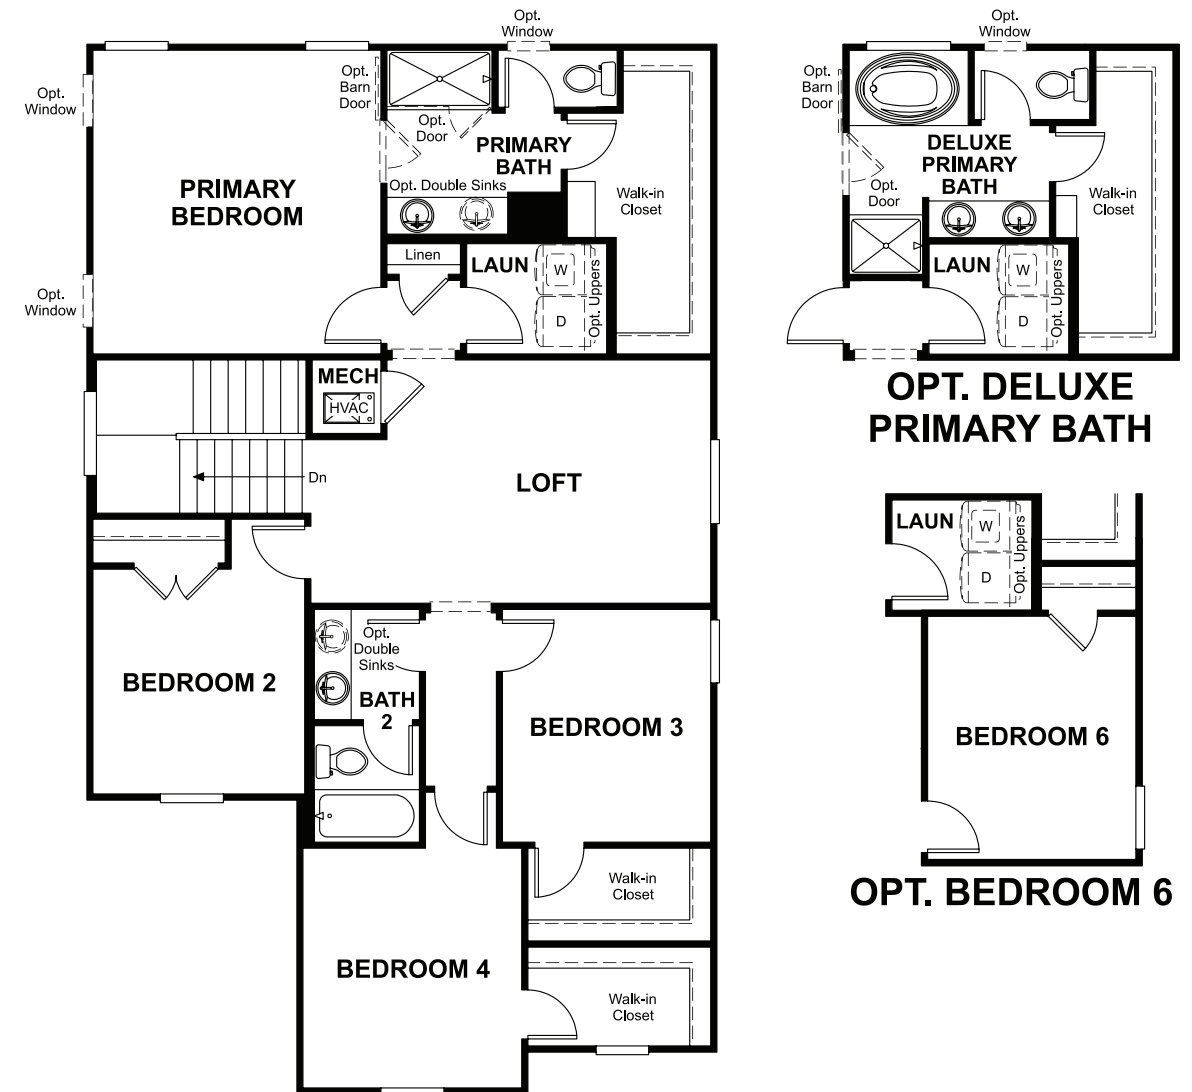 Opt.
Window
Opt.
Window
Opt.
Barn
Door
Opt.
Door
PRIMARY
BATH
PRIMARY
BEDROOM
Opt. Double Sinks
Walk-in
Closet
Linen
LAUN
W
D
Opt. Uppers
Opt.
Window
MECH
HVAC
LOFT
Dn
Opt.
Double
Sinks
BEDROOM 2
BATH
2
BEDROOM 3
Walk-in
Closet
BEDROOM 4
Walk-in
Closet
Opt.
Window
Opt.
Barn
Door
DELUXE
PRIMARY
BATH
Opt.
Door
Walk-in
Closet
LAUN
W
D
Opt. Uppers
OPT. DELUXE
PRIMARY BATH
LAUN
W
D
Opt. Uppers
BEDROOM 6
OPT. BEDROOM 6